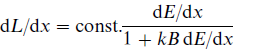 dL/dx = const. dE/dx / 1 + kB dE/dx